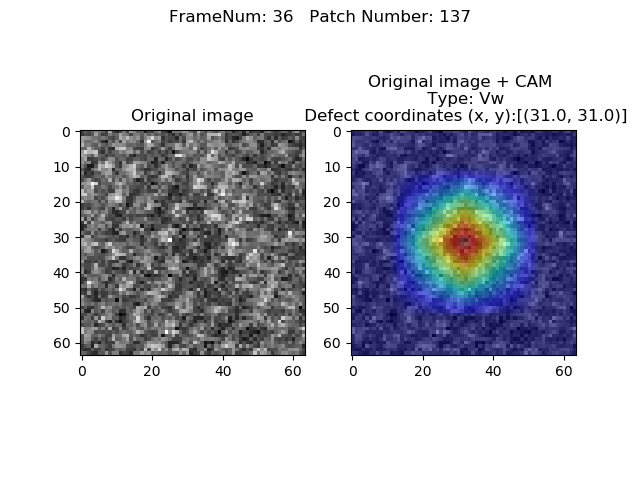 FrameNum: 36   Patch Number: 137
Original image
Original image + CAM
Type: Vw
Defect coordinates (x, y):[(31.0, 31.0)]
0
10
20
30
40
50
60
0 20 40 60
0
10
20
30
40
50
60
0 20 40 60